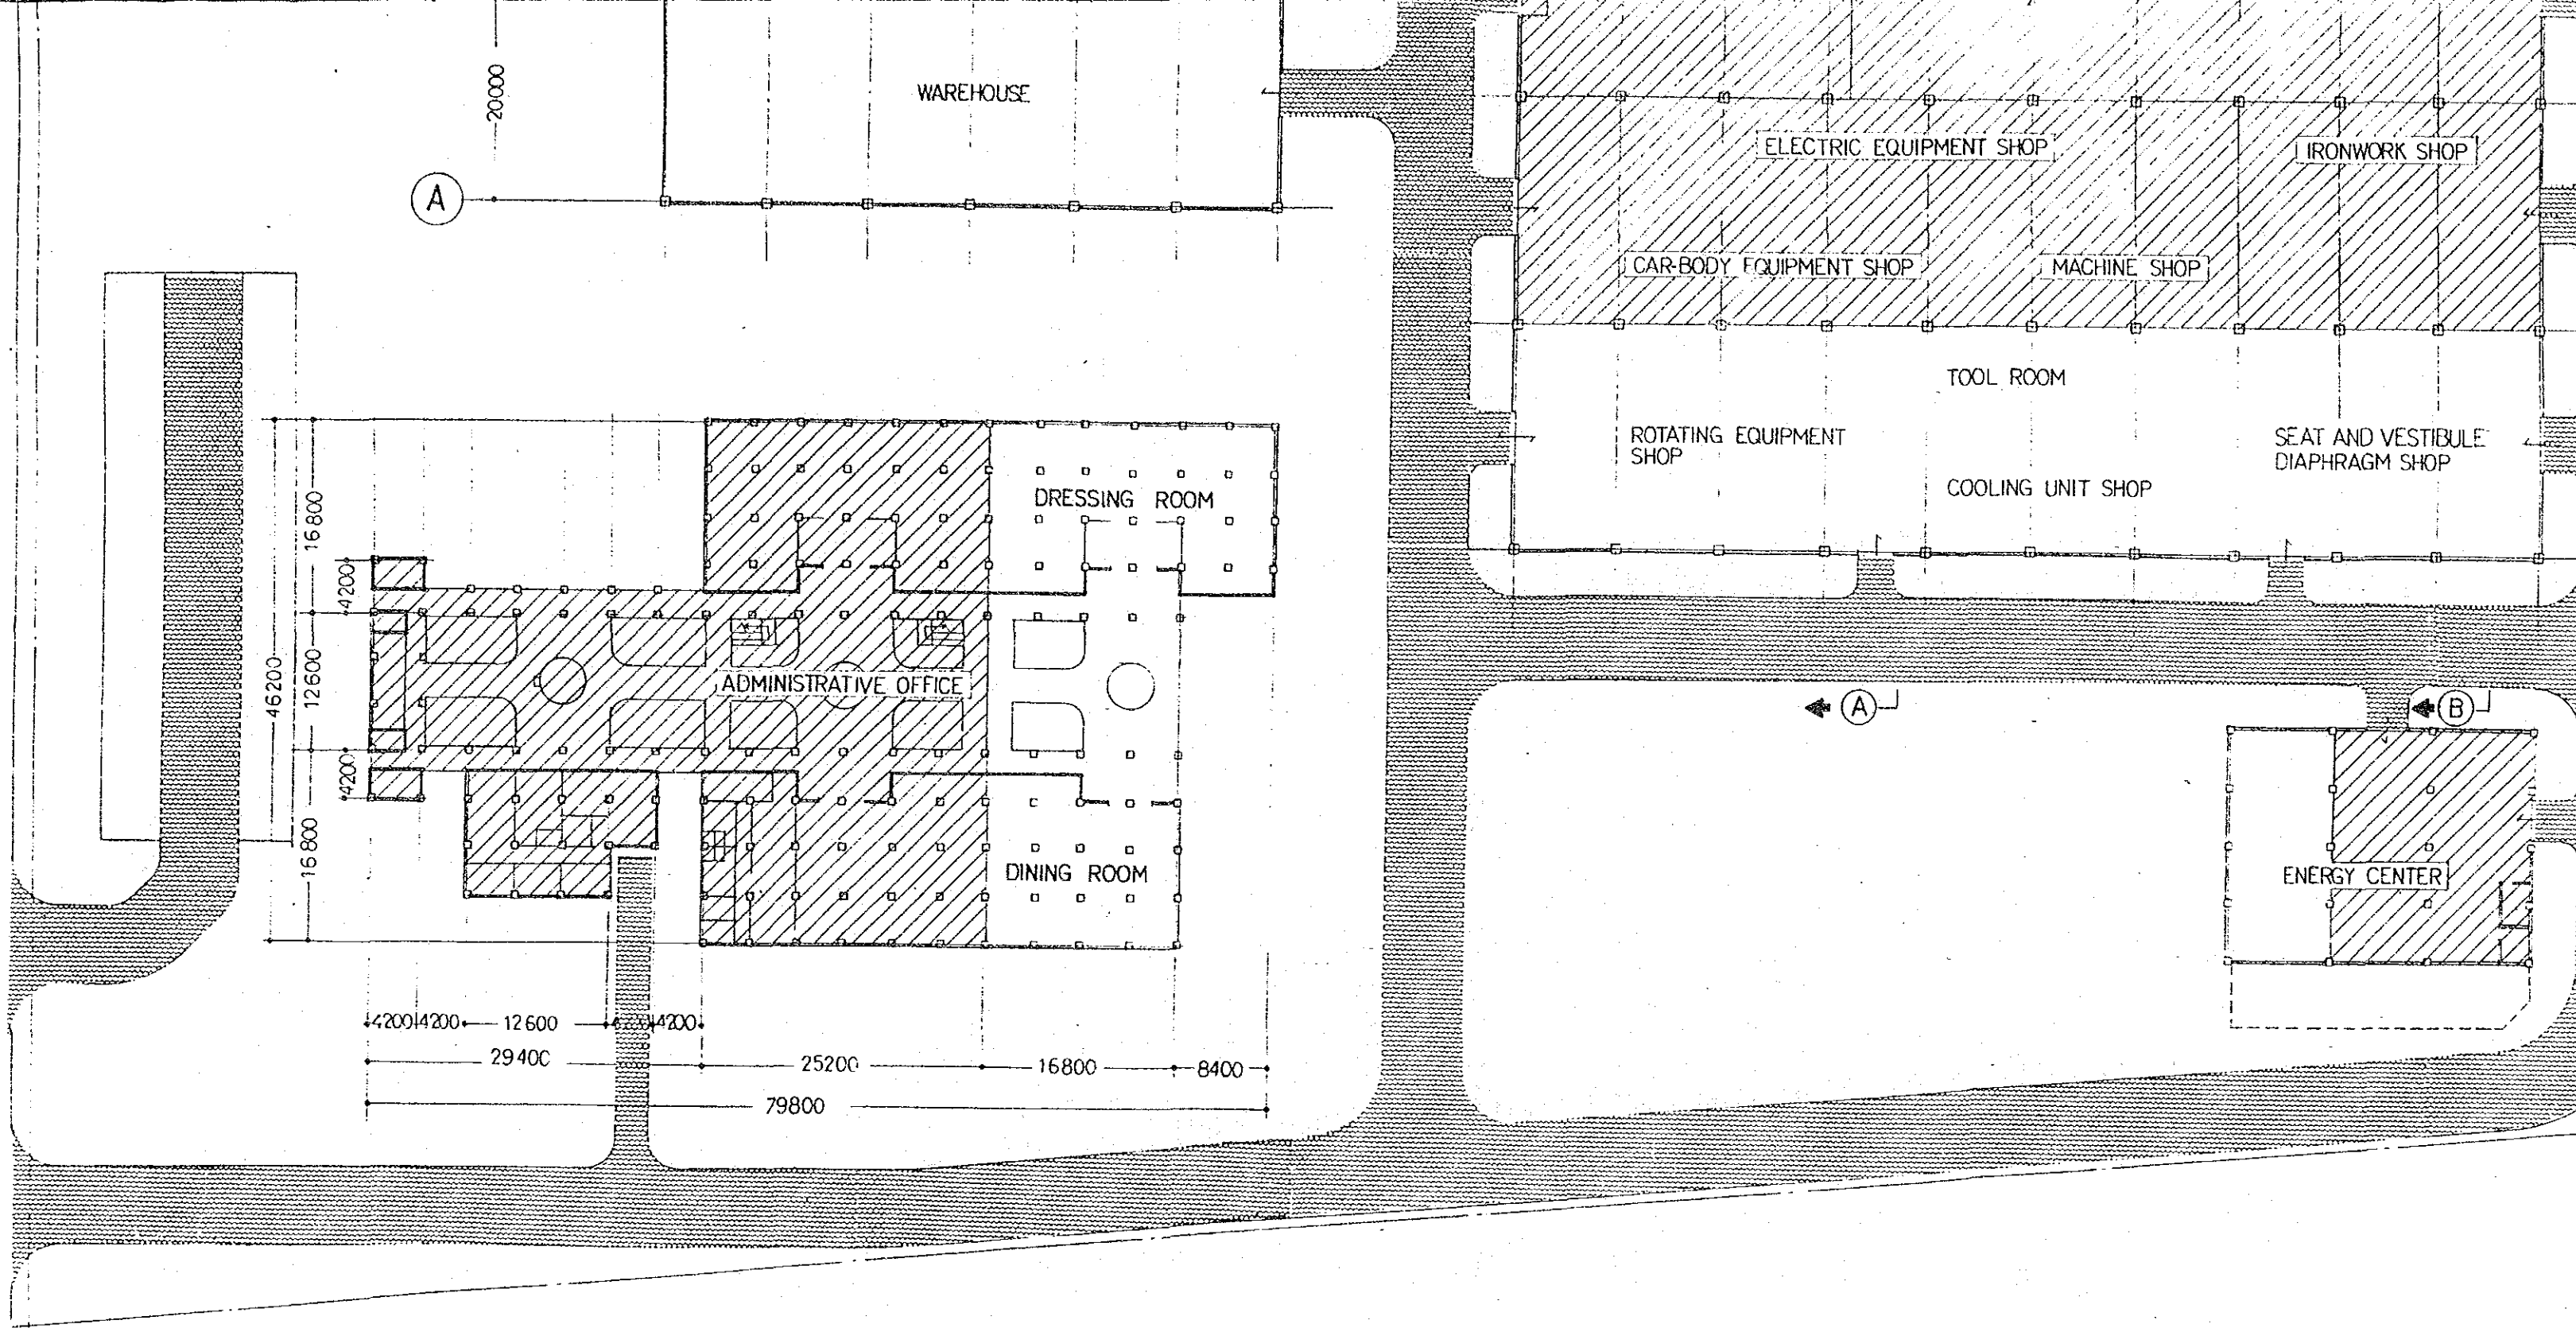 20000
WAREHOUSE
A
ELECTRIC EQUIPMENT SHOP
IRONWORK SHOP
CAR-BODY EQUIPMENT SHOP
MACHINE SHOP
TOOL ROOM
ROTATING EQUIPMENT
SHOP
SEAT AND VESTIBULE
DIAPHRAGM SHOP
COOLING UNIT SHOP
DRESSING ROOM
16800
4200
12600
46200
4200
16800
ADMINISTRATIVE OFFICE
A
B
DINING ROOM
ENERGY CENTER
4200
4200
12600
4200
4200
29400
25200
16800
8400
79800